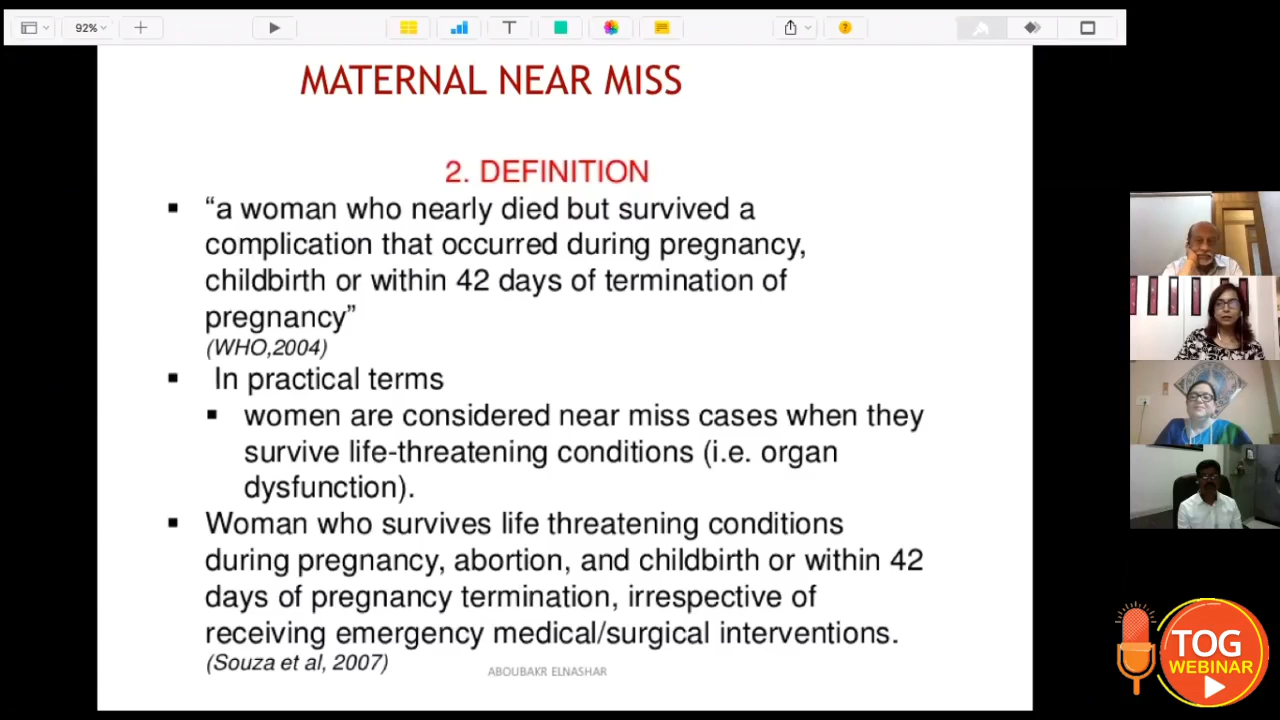 92%
MATERNAL NEAR MISS
2. DEFINITION
▪ “a woman who nearly died but survived a
complication that occurred during pregnancy,
childbirth or within 42 days of termination of
pregnancy”
(WHO,2004)
▪ In practical terms
▪ women are considered near miss cases when they
survive life-threatening conditions (i.e. organ
dysfunction).
▪ Woman who survives life threatening conditions
during pregnancy, abortion, and childbirth or within 42
days of pregnancy termination, irrespective of
receiving emergency medical/surgical interventions.
(Souza et al, 2007)
ABOUBAKR ELNASHAR
TOG
WEBINAR